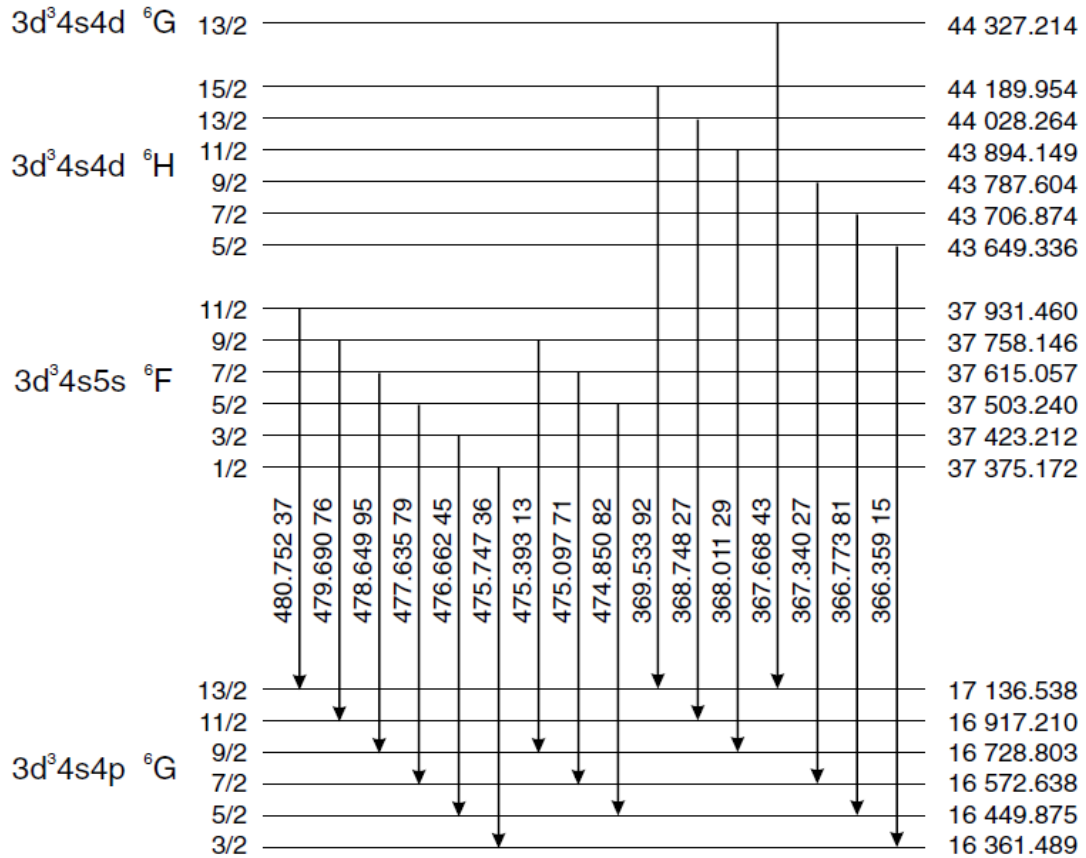 3d³4s4d ⁶G 13/2 44 327.214
15/2 44 189.954
13/2 44 028.264
3d³4s4d ⁶H 11/2 43 894.149
9/2 43 787.604
7/2 43 706.874
5/2 43 649.336
11/2 37 931.460
9/2 37 758.146
3d³4s5s ⁶F 7/2 37 615.057
5/2 37 503.240
3/2 37 423.212
1/2 37 375.172
480.752 37
479.690 76
478.649 95
477.635 79
476.662 45
475.747 36
475.393 13
475.097 71
474.850 82
369.533 92
368.748 27
368.011 29
367.668 43
367.340 27
366.773 81
366.359 15
13/2 17 136.538
11/2 16 917.210
9/2 16 728.803
3d³4s4p ⁶G 7/2 16 572.638
5/2 16 449.875
3/2 16 361.489